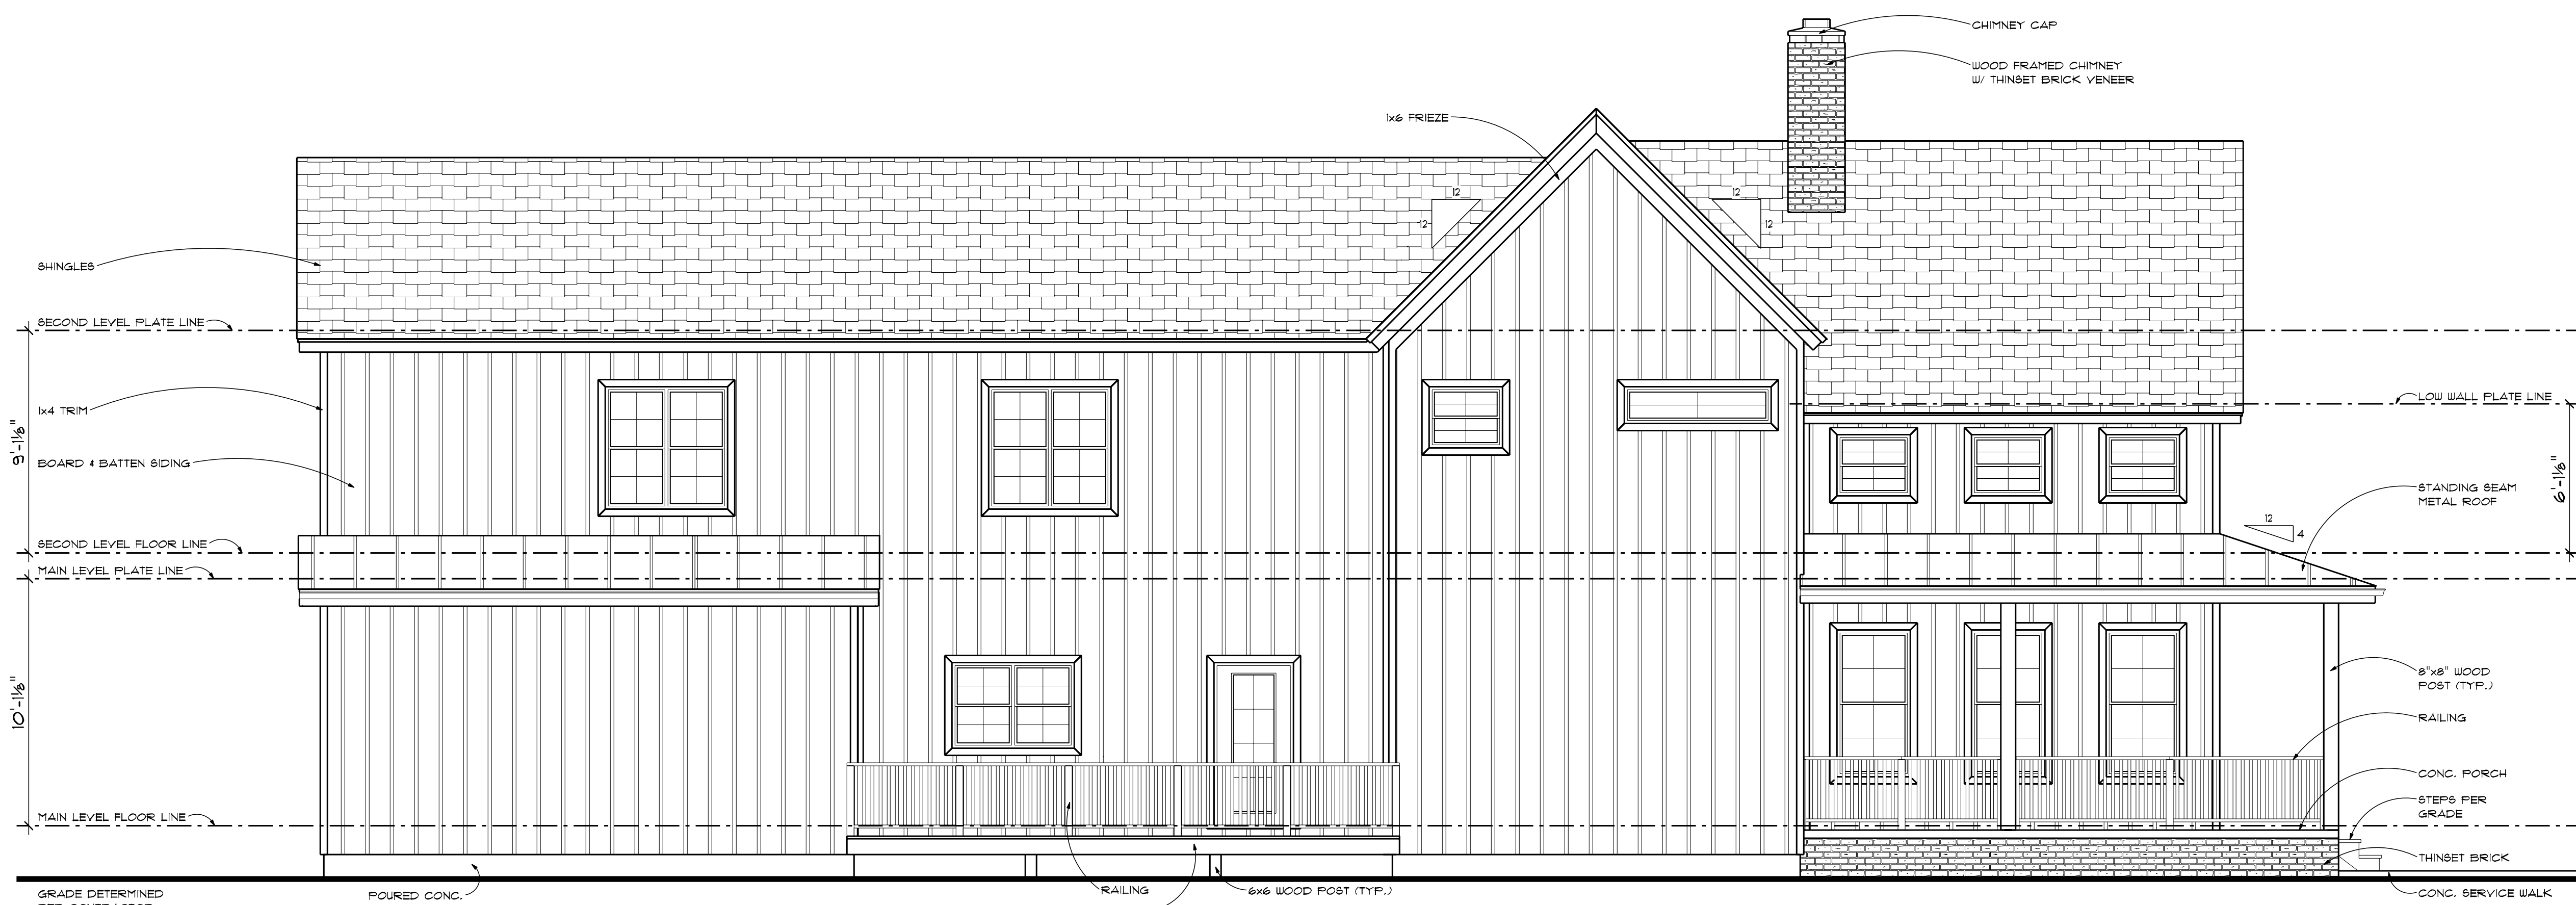 CHIMNEY CAP
WOOD FRAMED CHIMNEY
W/ THINSET BRICK VENEER
1x6 FRIEZE
12
12
12
12
SHINGLES
SECOND LEVEL PLATE LINE
1x4 TRIM
LOW WALL PLATE LINE
9'-1⅛"
BOARD & BATTEN SIDING
6'-1⅛"
STANDING SEAM
METAL ROOF
12
4
SECOND LEVEL FLOOR LINE
MAIN LEVEL PLATE LINE
10'-1⅛"
8"x8" WOOD
POST (TYP.)
RAILING
CONC. PORCH
STEPS PER
GRADE
MAIN LEVEL FLOOR LINE
THINSET BRICK
GRADE DETERMINED
POURED CONC.
RAILING
6x6 WOOD POST (TYP.)
CONC. SERVICE WALK